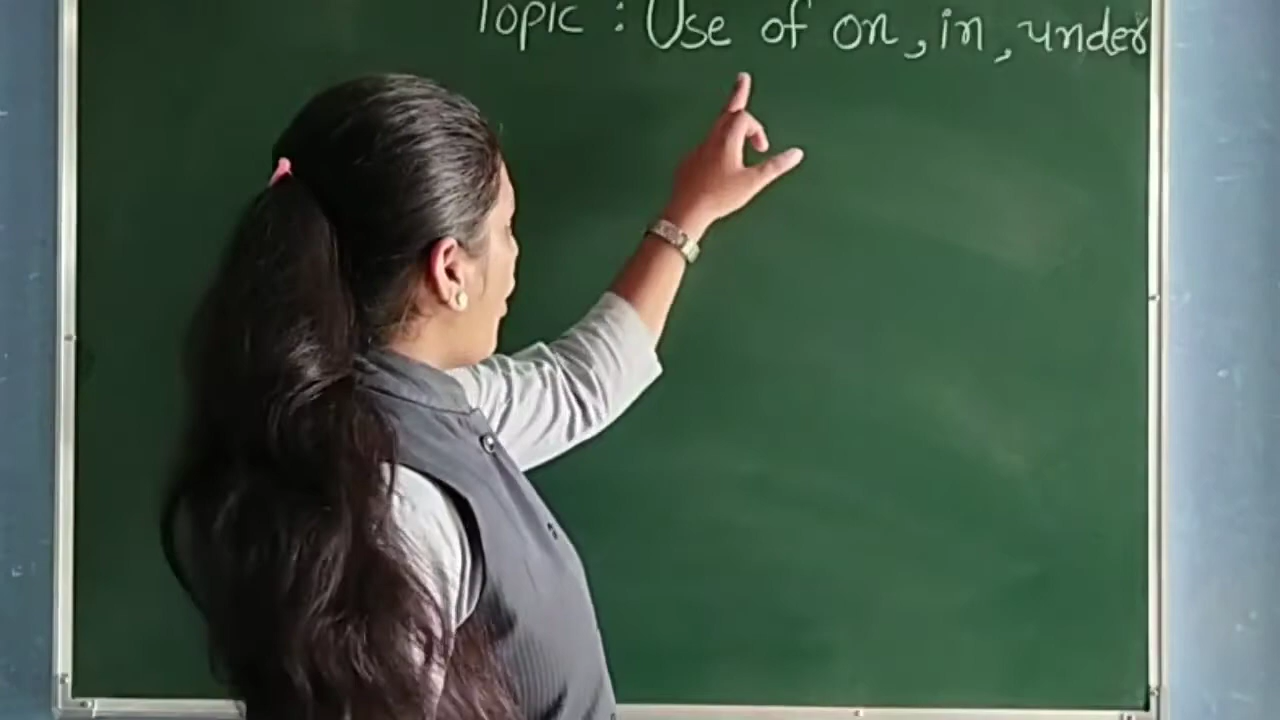 Topic : Use of on, in, under